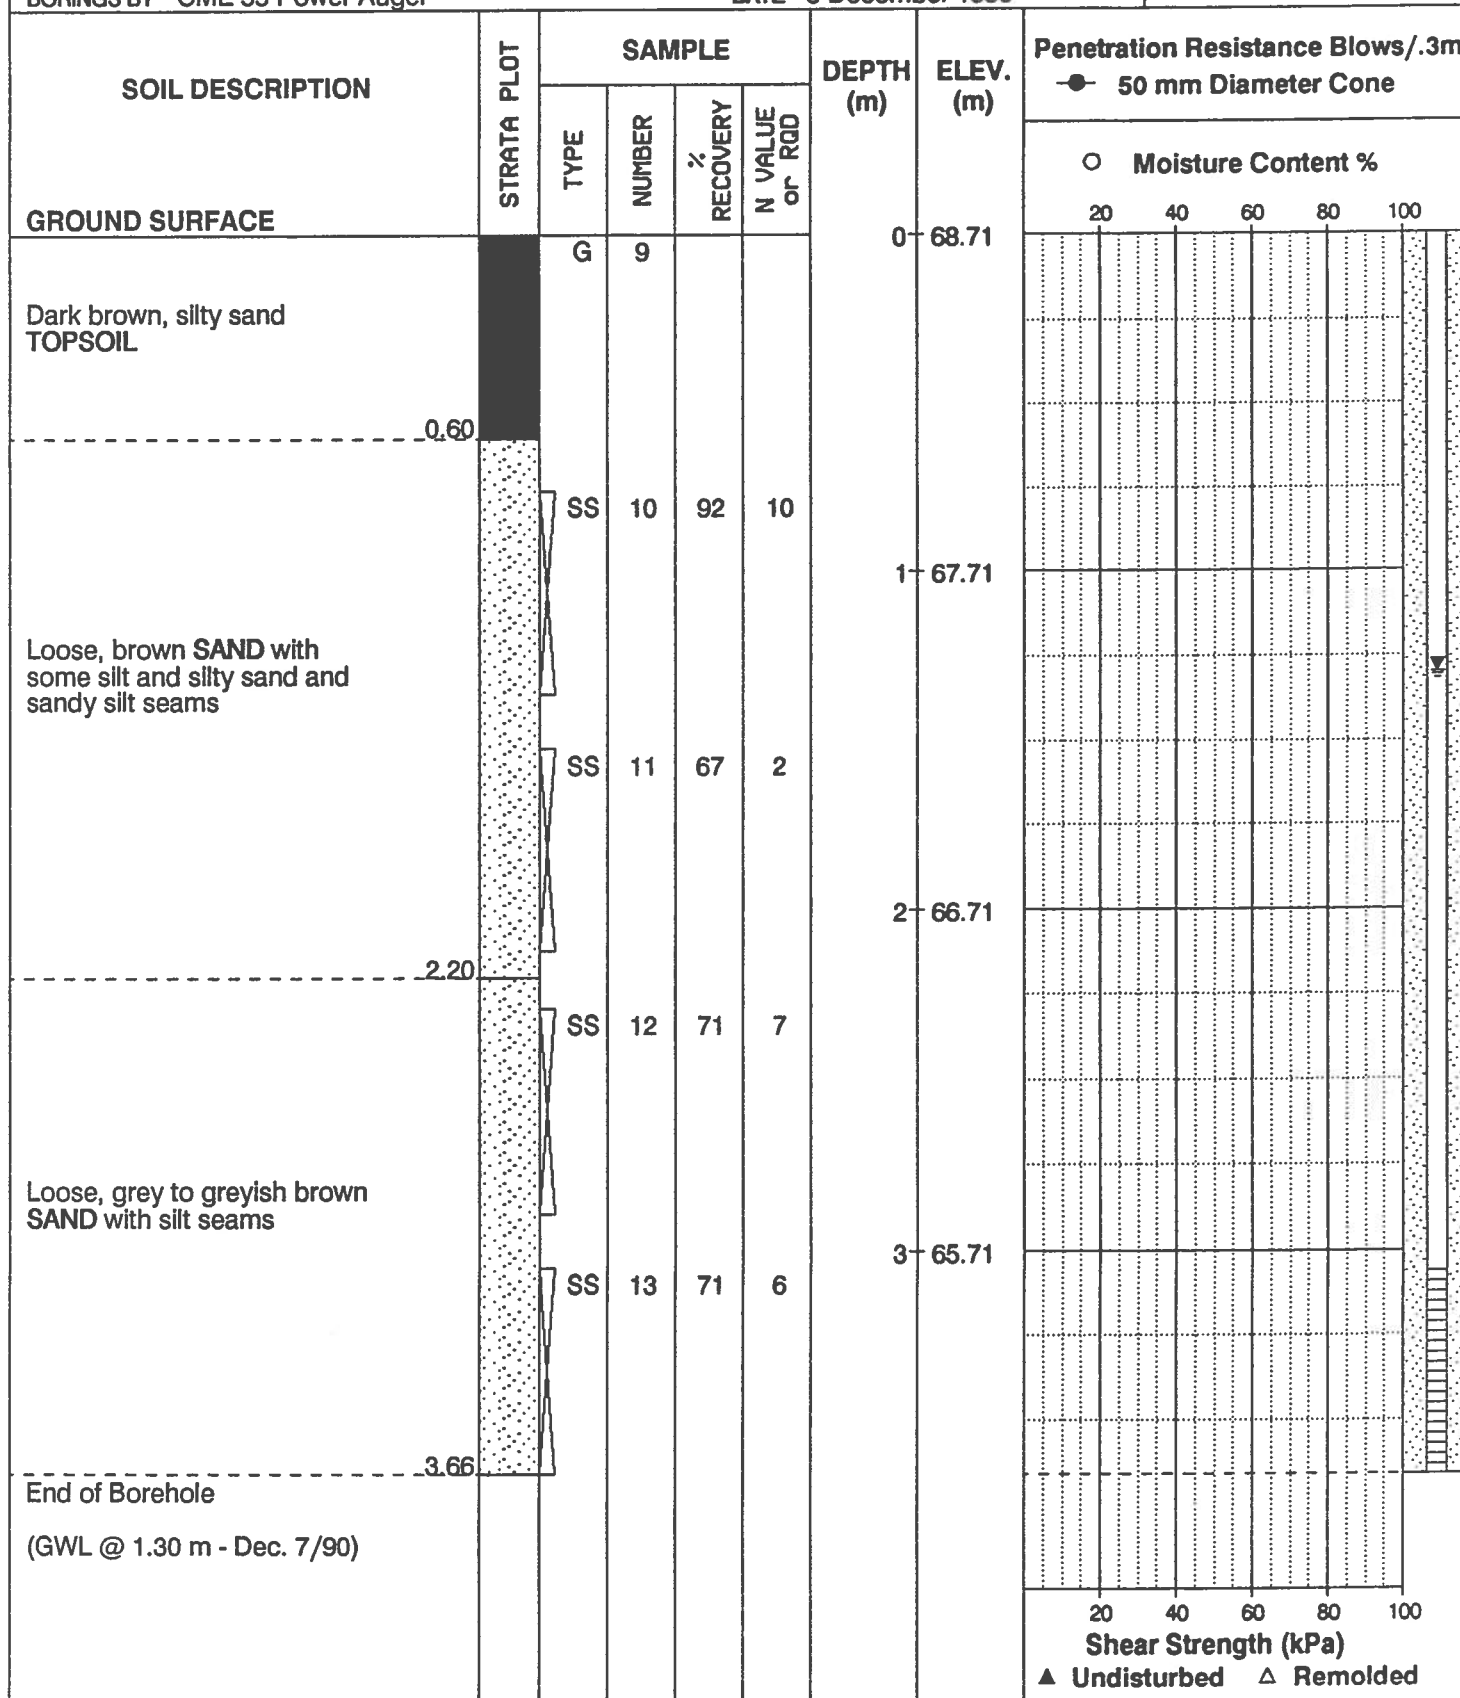 SOIL DESCRIPTION
STRATA PLOT
SAMPLE
TYPE
NUMBER
%
RECOVERY
N VALUE
or RQD
DEPTH
(m)
ELEV.
(m)
Penetration Resistance Blows/.3m
50 mm Diameter Cone
Moisture Content %
20 40 60 80 100
GROUND SURFACE
0 68.71
G 9
Dark brown, silty sand
TOPSOIL
0.60
SS 10 92 10
1 67.71
Loose, brown SAND with
some silt and silty sand and
sandy silt seams
SS 11 67 2
2 66.71
2.20
SS 12 71 7
Loose, grey to greyish brown
SAND with silt seams
3 65.71
SS 13 71 6
3.66
End of Borehole
(GWL @ 1.30 m - Dec. 7/90)
20 40 60 80 100
Shear Strength (kPa)
▲ Undisturbed △ Remolded